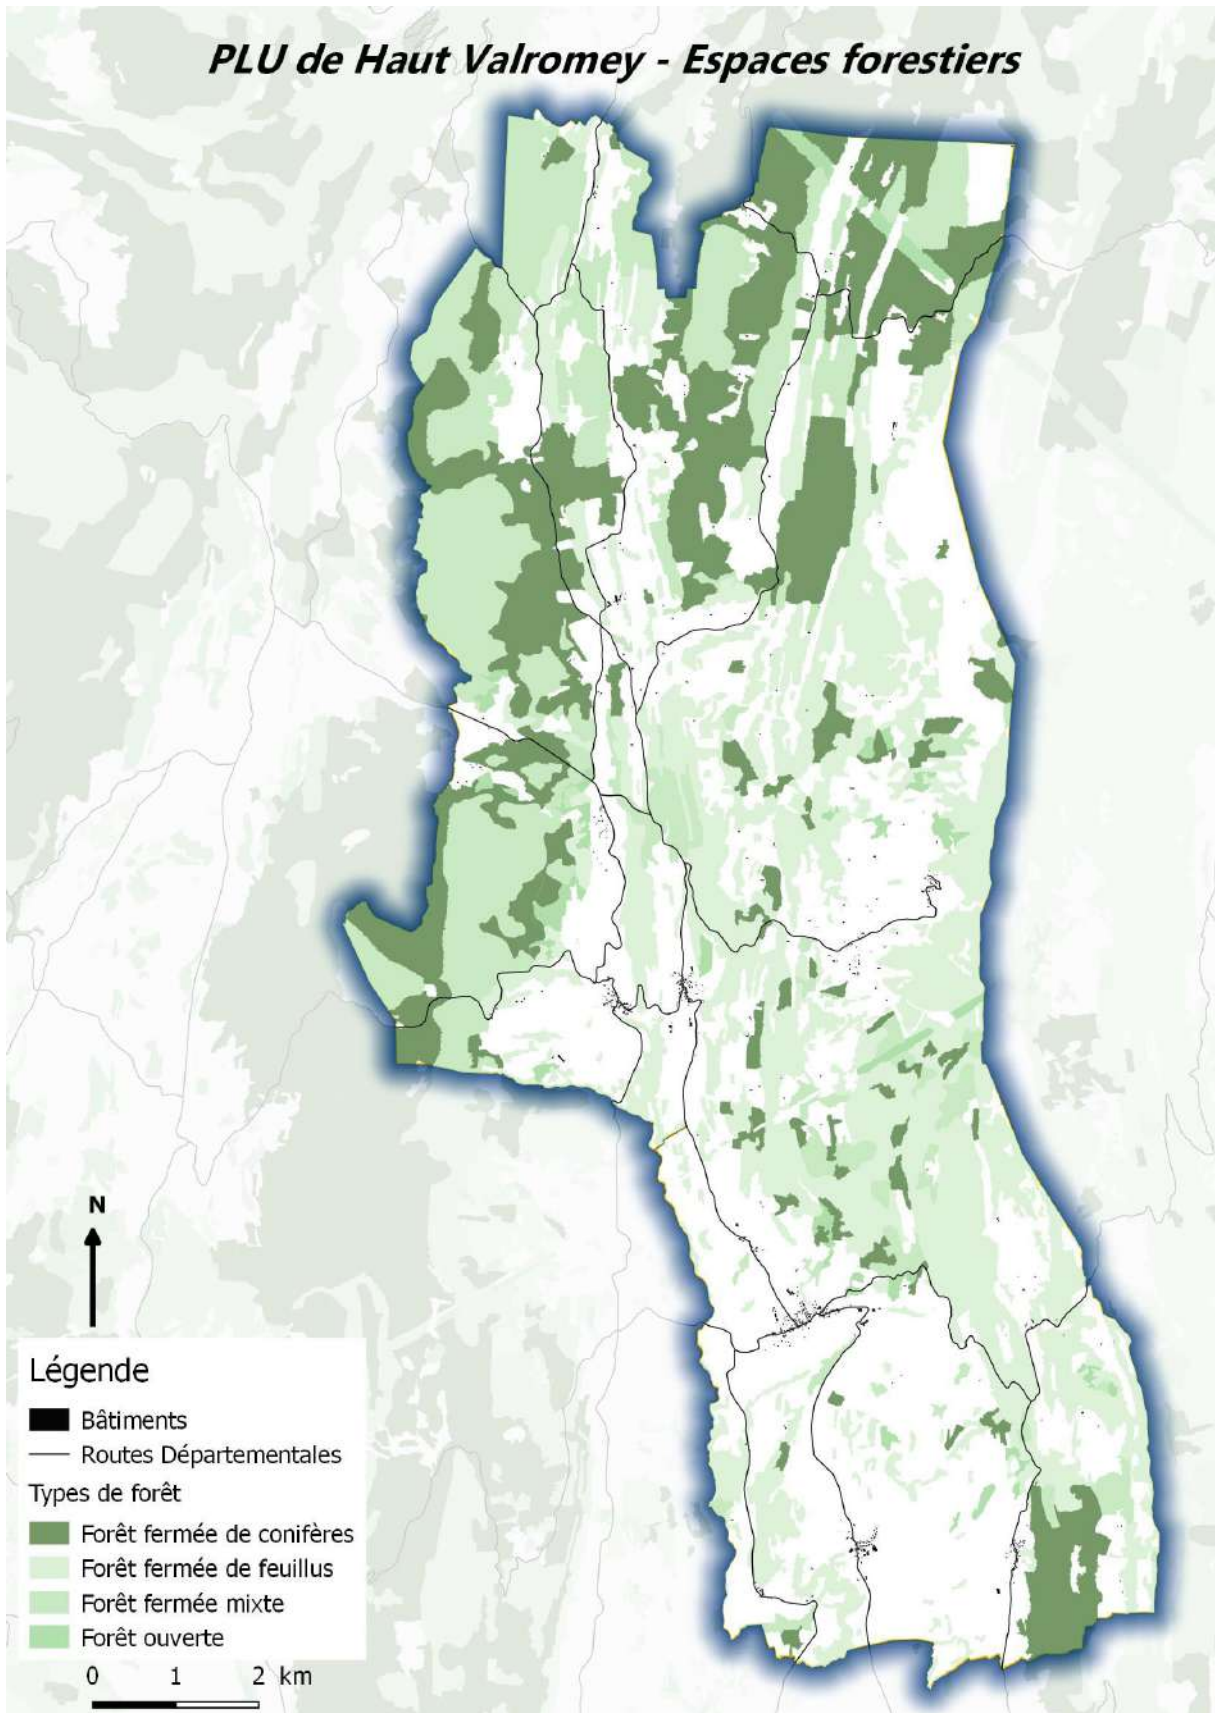 PLU de Haut Valromey - Espaces forestiers
N
Légende
Bâtiments
Routes Départementales
Types de forêt
Forêt fermée de conifères
Forêt fermée de feuillus
Forêt fermée mixte
Forêt ouverte
0 1 2 km